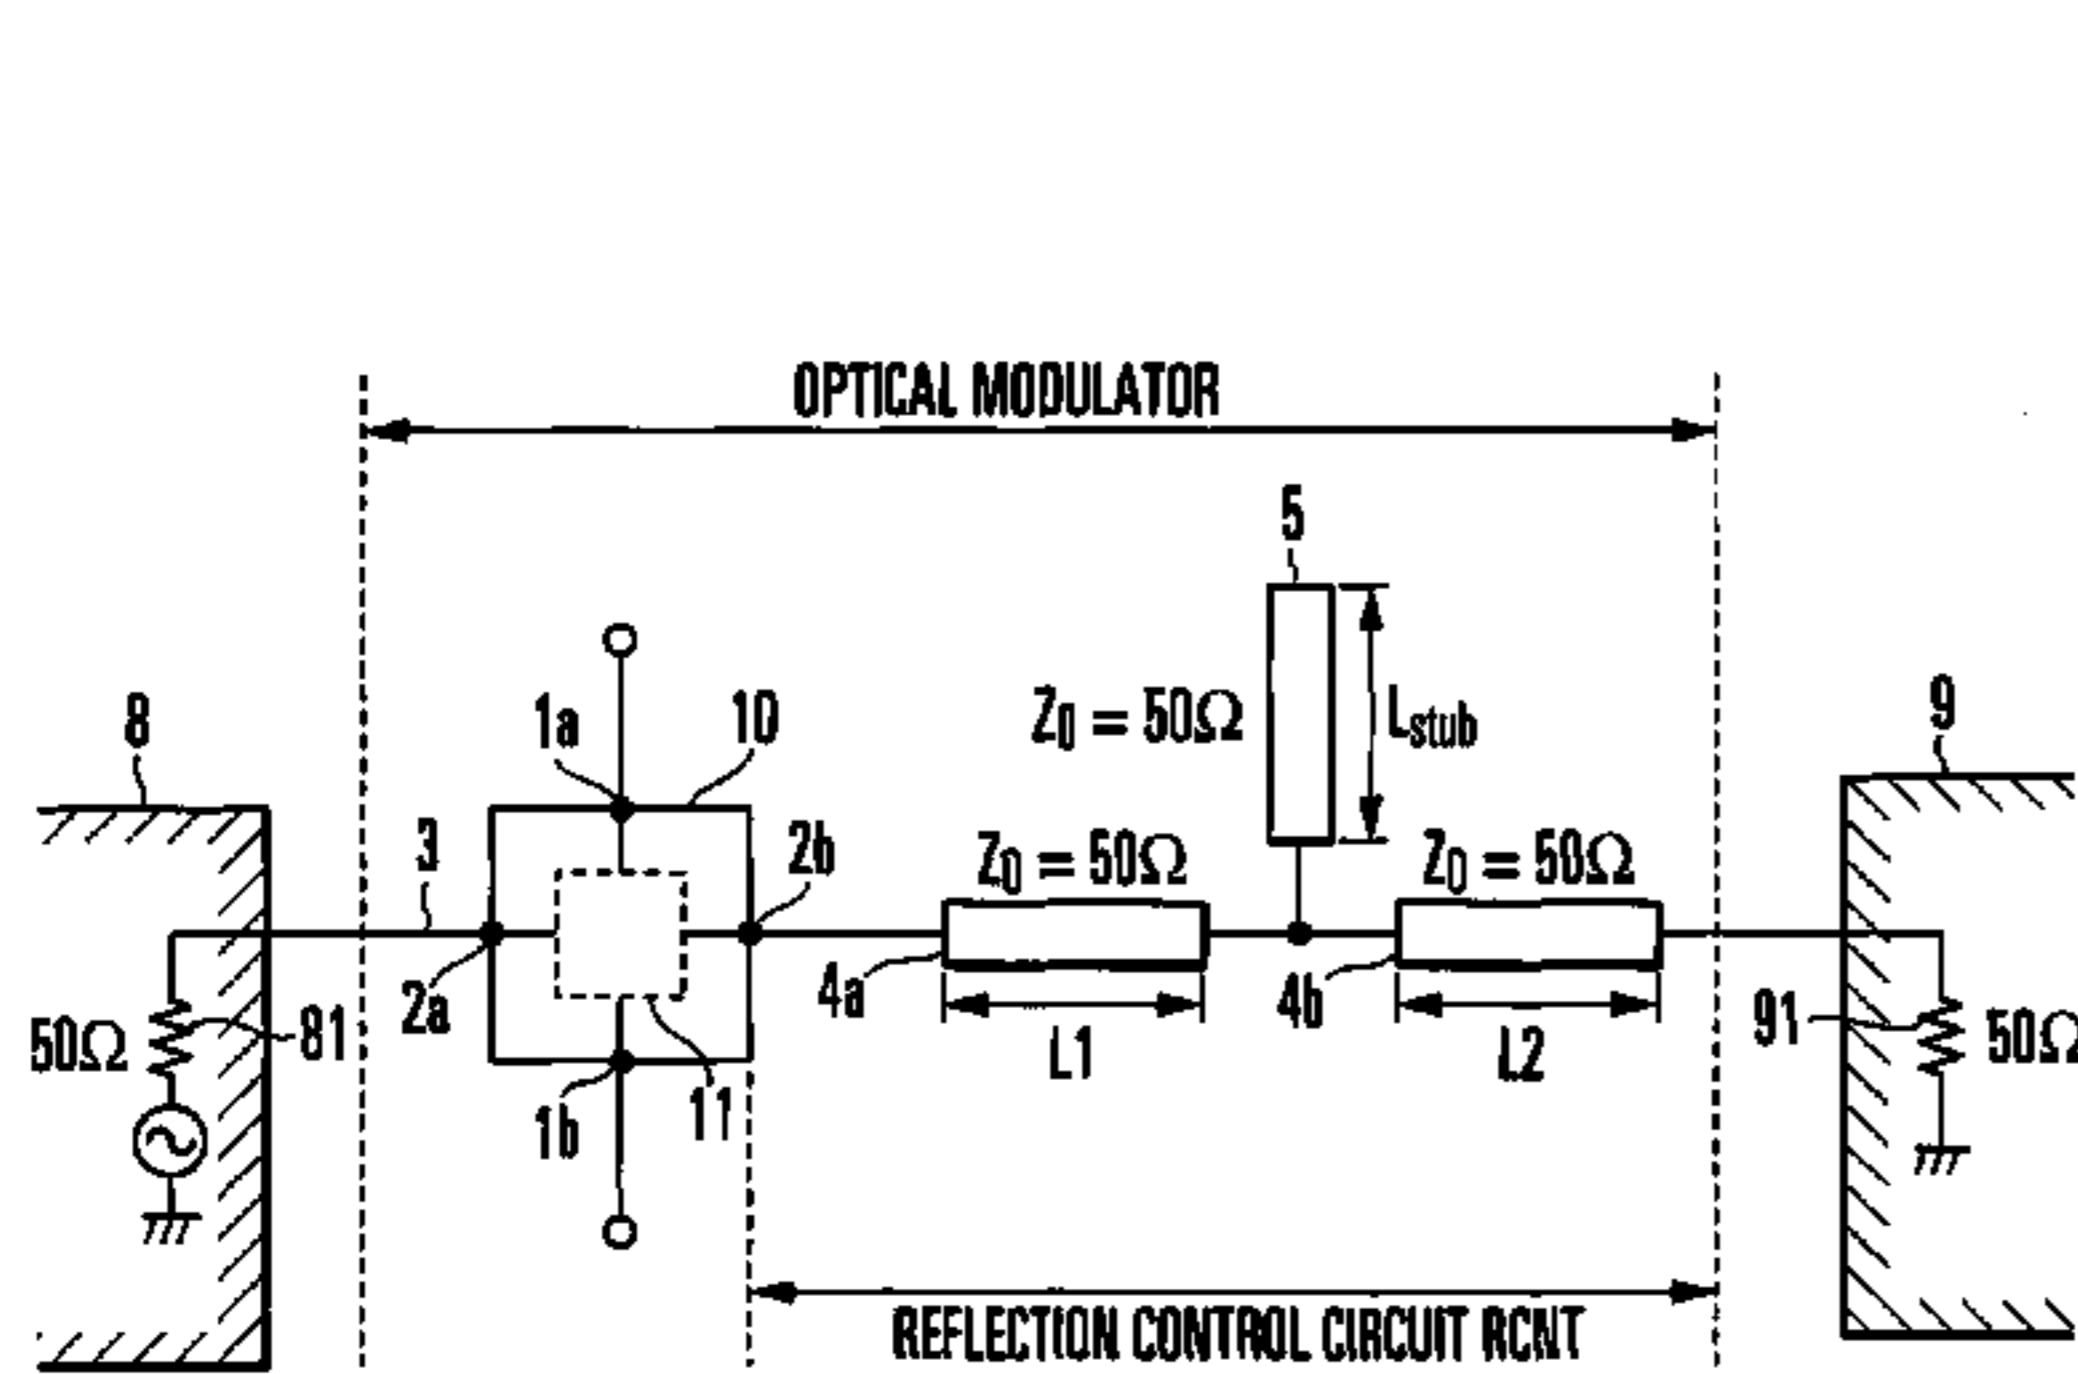 OPTICAL MODULATOR
5
Z0 = 50Ω
Lstub
8
1a
10
9
3
2b
Z0 = 50Ω
Z0 = 50Ω
2a
4a
4b
50Ω
81
L1
L2
91
50Ω
1b
11
REFLECTION CONTROL CIRCUIT RCNT